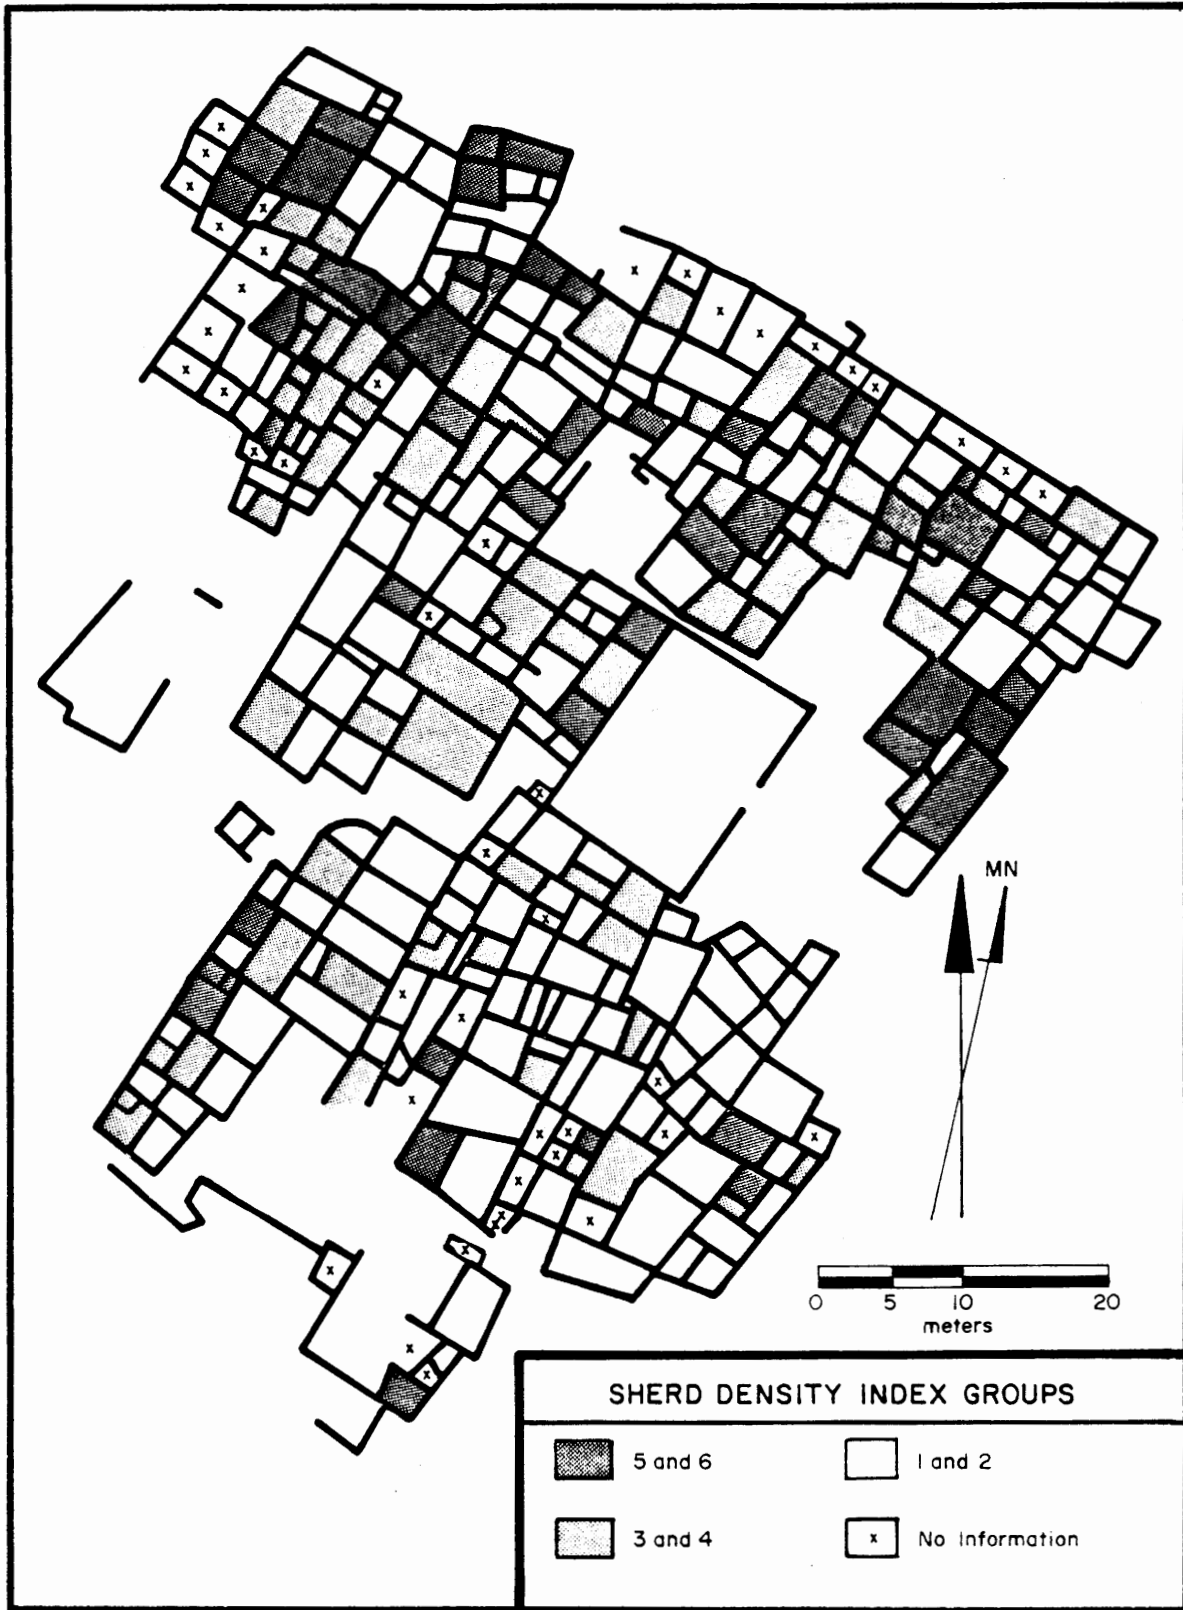 MN
0 5 10 20
meters
SHERD DENSITY INDEX GROUPS
5 and 6 1 and 2
3 and 4 x No Information